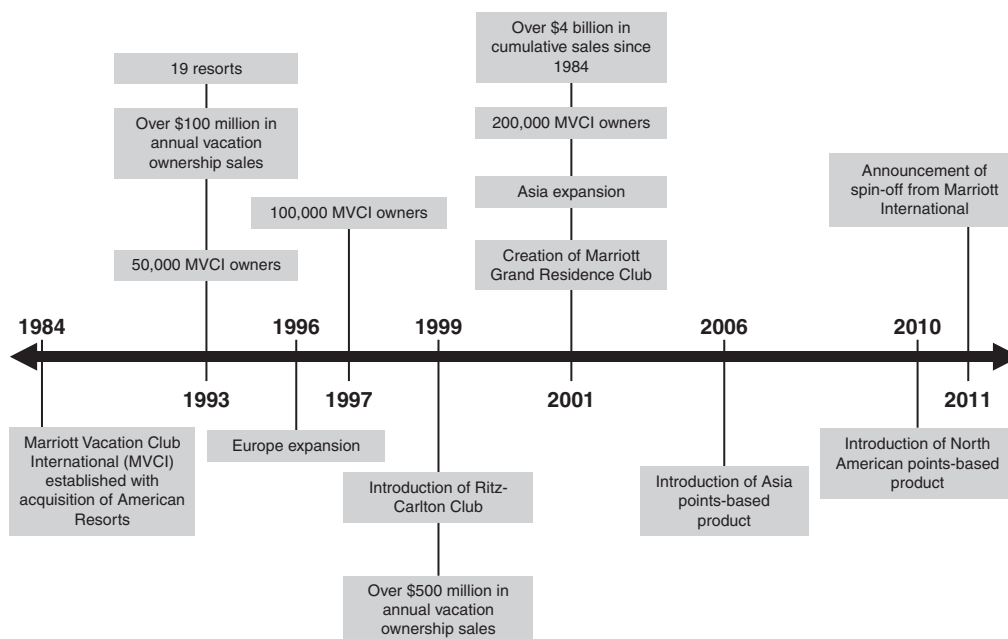 19 resorts
Over $100 million in
annual vacation
ownership sales
50,000 MVCI owners
100,000 MVCI owners
Over $4 billion in
cumulative sales since
1984
200,000 MVCI owners
Asia expansion
Creation of Marriott
Grand Residence Club
Announcement of
spin-off from Marriott
International
1984
1996
1999
2006
2010
1993
1997
2001
2011
Marriott Vacation Club
International (MVCI)
established with
acquisition of American
Resorts
Europe expansion
Introduction of Ritz-
Carlton Club
Over $500 million in
annual vacation
ownership sales
Introduction of Asia
points-based
product
Introduction of North
American points-based
product